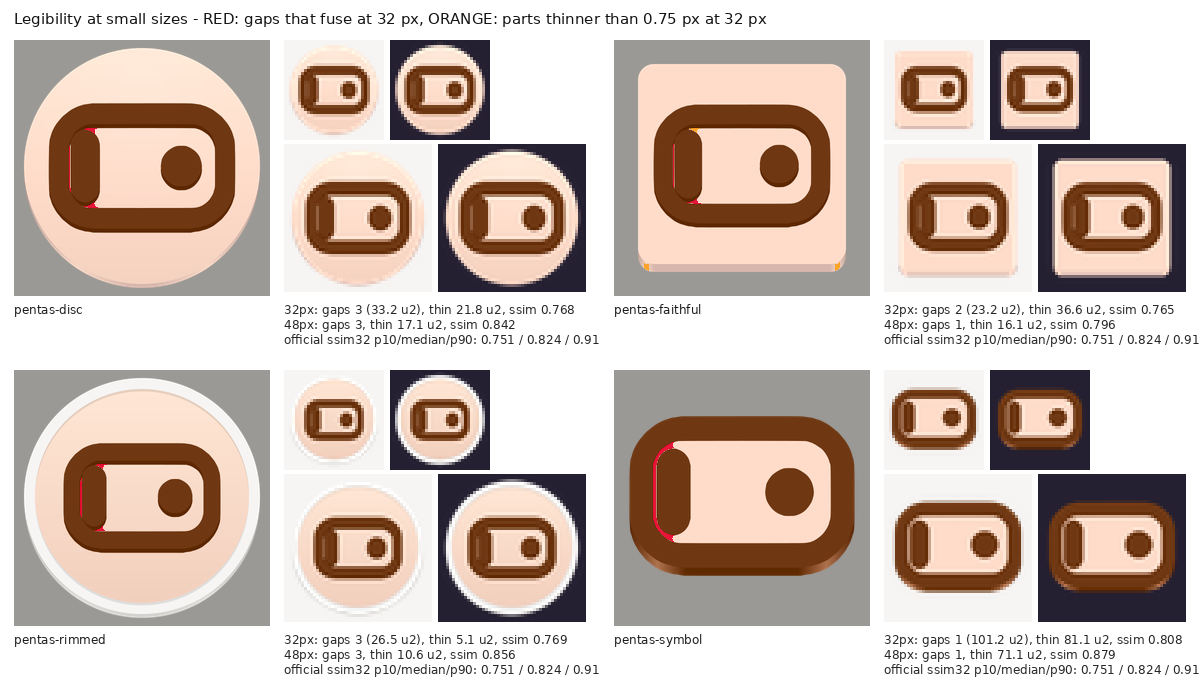 Legibility at small sizes - RED: gaps that fuse at 32 px, ORANGE: parts thinner than 0.75 px at 32 px
pentas-disc
32px: gaps 3 (33.2 u2), thin 21.8 u2, ssim 0.768
48px: gaps 3, thin 17.1 u2, ssim 0.842
official ssim32 p10/median/p90: 0.751 / 0.824 / 0.91
pentas-faithful
32px: gaps 2 (23.2 u2), thin 36.6 u2, ssim 0.765
48px: gaps 1, thin 16.1 u2, ssim 0.796
official ssim32 p10/median/p90: 0.751 / 0.824 / 0.91
pentas-rimmed
32px: gaps 3 (26.5 u2), thin 5.1 u2, ssim 0.769
48px: gaps 3, thin 10.6 u2, ssim 0.856
official ssim32 p10/median/p90: 0.751 / 0.824 / 0.91
pentas-symbol
32px: gaps 1 (101.2 u2), thin 81.1 u2, ssim 0.808
48px: gaps 1, thin 71.1 u2, ssim 0.879
official ssim32 p10/median/p90: 0.751 / 0.824 / 0.91